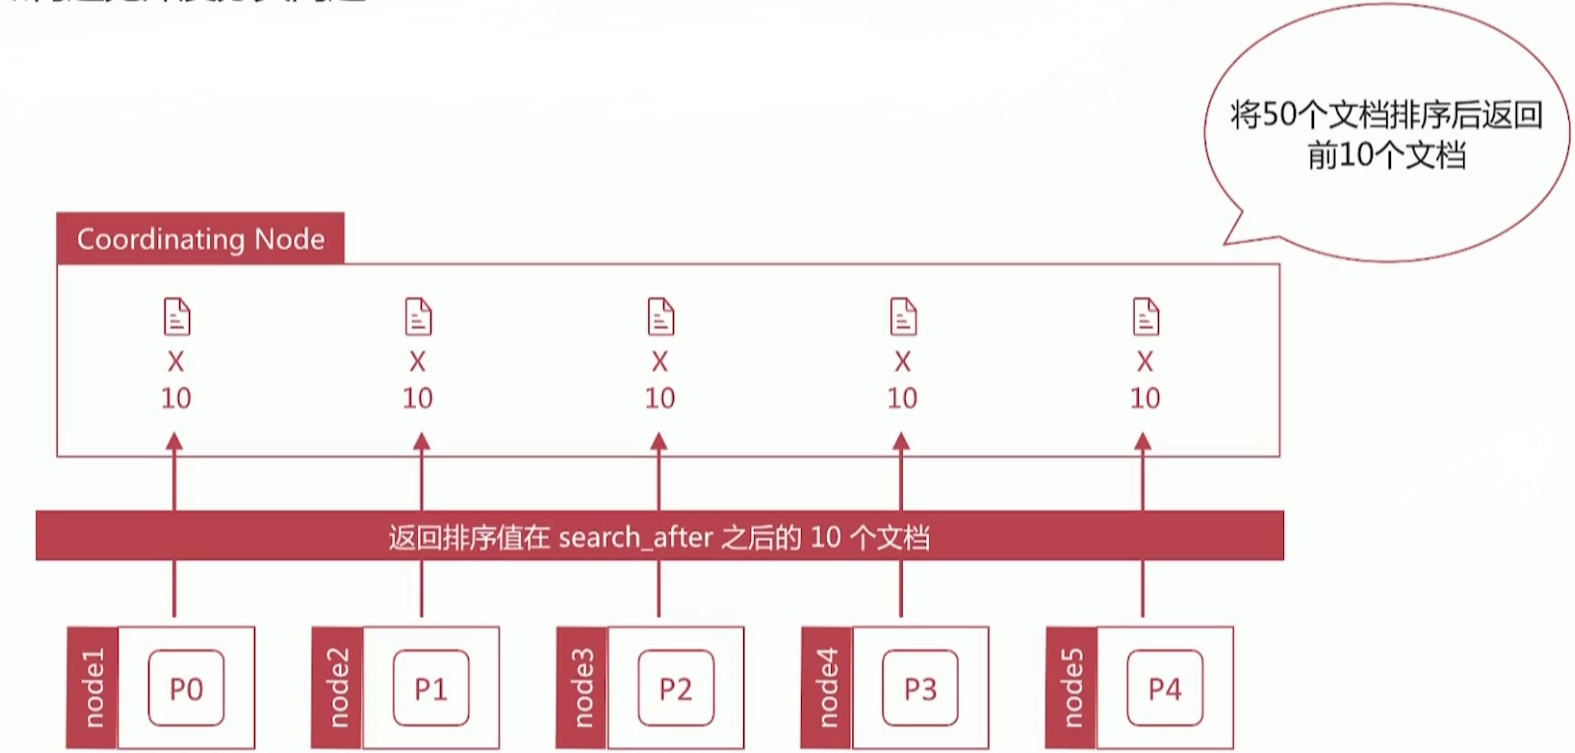 将50个文档排序后返回
前10个文档
Coordinating Node
X X X X X
10 10 10 10 10
返回排序值在 search_after 之后的 10 个文档
node1 P0 node2 P1 node3 P2 node4 P3 node5 P4